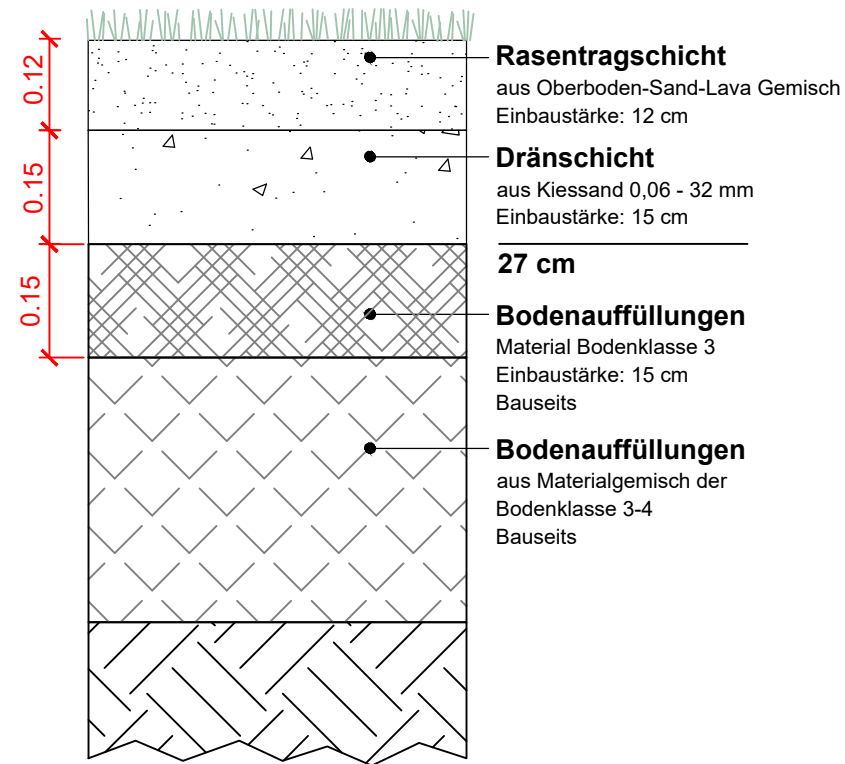 0.12
0.15
0.15
Rasentragschicht
aus Oberboden-Sand-Lava Gemisch
Einbaustärke: 12 cm
Dränschicht
aus Kiessand 0,06 - 32 mm
Einbaustärke: 15 cm
27 cm
Bodenauffüllungen
Material Bodenklasse 3
Einbaustärke: 15 cm
Bauseits
Bodenauffüllungen
aus Materialgemisch der
Bodenklasse 3-4
Bauseits